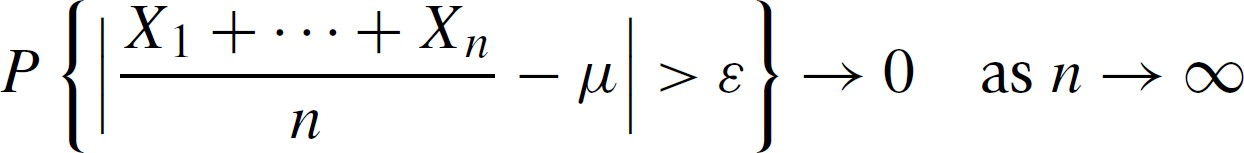 P { | (X₁ + ··· + Xₙ) / n − μ | > ε } → 0 as n → ∞